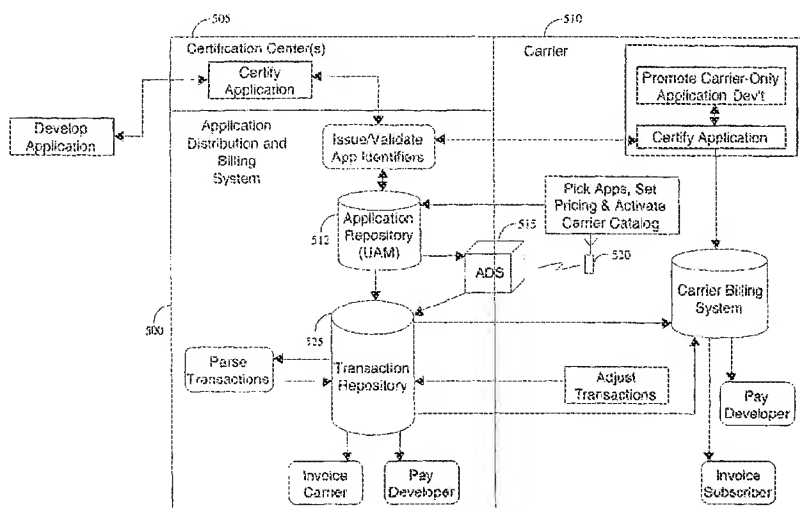 505
510
Certification Center(s)
Carrier
Certify
Application
Promote Carrier-Only
Application Dev't
Develop
Application
Application
Distribution and
Billing
System
Issue/Validate
App Identifiers
Certify Application
Pick Apps, Set
Pricing & Activate
Carrier Catalog
512
Application
Repository
(UAM)
515
ADS
520
Carrier Billing
System
500
525
Parse
Transactions
Transaction
Repository
Adjust
Transactions
Pay
Developer
Invoice
Carrier
Pay
Developer
Invoice
Subscriber